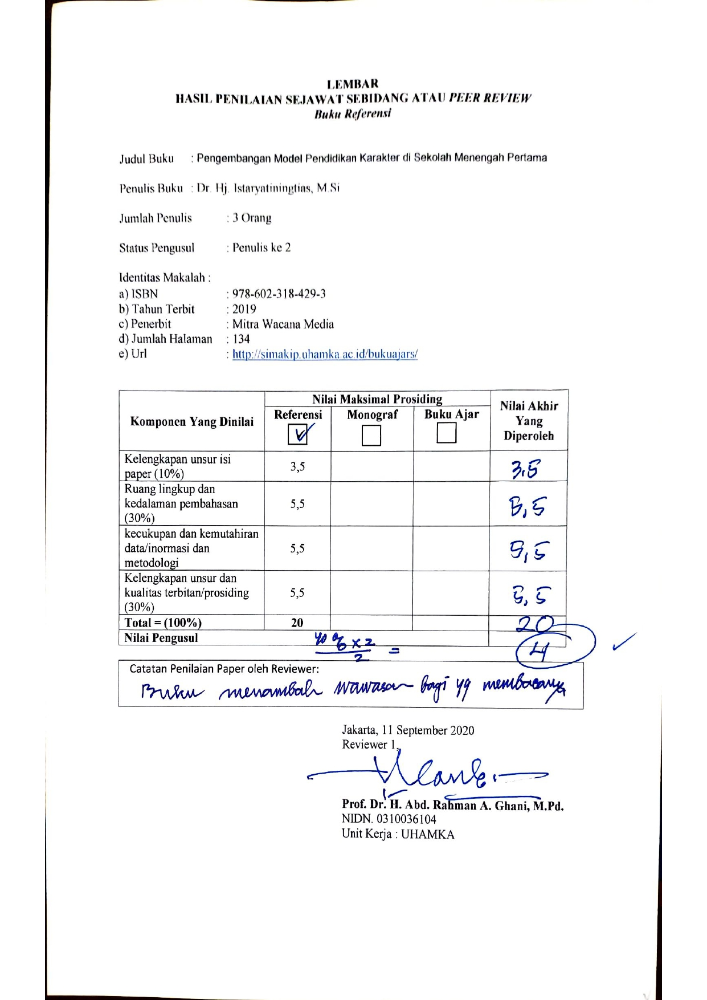 LEMBAR
HASIL PENILAIAN SEJAWAT SEBIDANG ATAU PEER REVIEW
Buku Referensi
Judul Buku : Pengembangan Model Pendidikan Karakter di Sekolah Menengah Pertama
Penulis Buku : Dr. Hj. Istaryatiningtias, M.Si
Jumlah Penulis : 3 Orang
Status Pengusul : Penulis ke 2
Identitas Makalah :
a) ISBN : 978-602-318-429-3
b) Tahun Terbit : 2019
c) Penerbit : Mitra Wacana Media
d) Jumlah Halaman : 134
e) Url : http://simakip.uhamka.ac.id/bukuajars/
Komponen Yang Dinilai
Nilai Maksimal Prosiding
Referensi Monograf Buku Ajar
Nilai Akhir
Yang
Diperoleh
Kelengkapan unsur isi
paper (10%)
3,5
3.5
Ruang lingkup dan
kedalaman pembahasan
(30%)
5,5
5,5
kecukupan dan kemutahiran
data/inormasi dan
metodologi
5,5
5,5
Kelengkapan unsur dan
kualitas terbitan/prosiding
(30%)
5,5
5,5
Total = (100%) 20 20
Nilai Pengusul
40 % x 2
2
=
4
Catatan Penilaian Paper oleh Reviewer:
Buku menambah wawasan bagi yg membacanya
Jakarta, 11 September 2020
Reviewer 1,
Prof. Dr. H. Abd. Rahman A. Ghani, M.Pd.
NIDN. 0310036104
Unit Kerja : UHAMKA